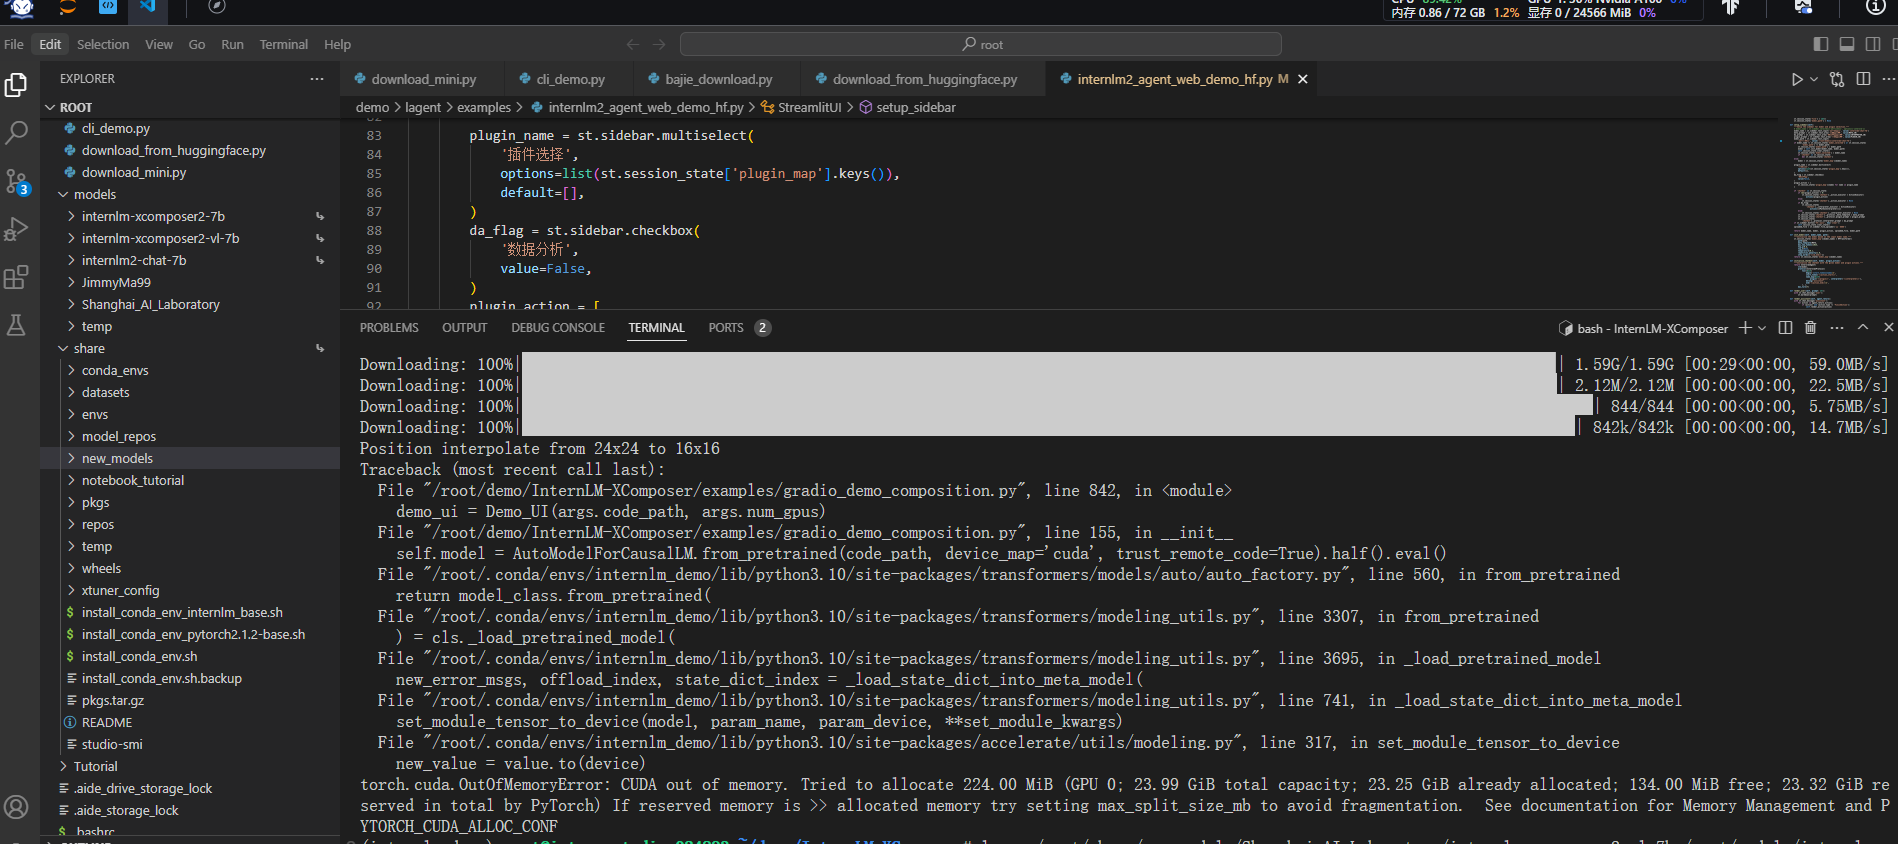 内存 0.86 / 72 GB 1.2% 显存 0 / 24566 MiB 0%
File Edit Selection View Go Run Terminal Help
root
EXPLORER
download_mini.py
cli_demo.py
bajie_download.py
download_from_huggingface.py
internlm2_agent_web_demo_hf.py M
demo > lagent > examples > internlm2_agent_web_demo_hf.py > StreamlitUI > setup_sidebar
ROOT
cli_demo.py
download_from_huggingface.py
download_mini.py
models
internlm-xcomposer2-7b
internlm-xcomposer2-vl-7b
internlm2-chat-7b
JimmyMa99
Shanghai_AI_Laboratory
temp
share
conda_envs
datasets
envs
model_repos
new_models
notebook_tutorial
pkgs
repos
temp
wheels
xtuner_config
install_conda_env_internlm_base.sh
install_conda_env_pytorch2.1.2-base.sh
install_conda_env.sh
install_conda_env.sh.backup
pkgs.tar.gz
README
studio-smi
Tutorial
.aide_drive_storage_lock
.aide_storage_lock
.bashrc
3
82
83 plugin_name = st.sidebar.multiselect(
84 '插件选择',
85 options=list(st.session_state['plugin_map'].keys()),
86 default=[],
87 )
88 da_flag = st.sidebar.checkbox(
89 '数据分析',
90 value=False,
91 )
92 plugin_action = [
PROBLEMS OUTPUT DEBUG CONSOLE TERMINAL PORTS 2
bash - InternLM-XComposer
Downloading: 100%| | 1.59G/1.59G [00:29<00:00, 59.0MB/s]
Downloading: 100%| | 2.12M/2.12M [00:00<00:00, 22.5MB/s]
Downloading: 100%| | 844/844 [00:00<00:00, 5.75MB/s]
Downloading: 100%| | 842k/842k [00:00<00:00, 14.7MB/s]
Position interpolate from 24x24 to 16x16
Traceback (most recent call last):
File "/root/demo/InternLM-XComposer/examples/gradio_demo_composition.py", line 842, in <module>
demo_ui = Demo_UI(args.code_path, args.num_gpus)
File "/root/demo/InternLM-XComposer/examples/gradio_demo_composition.py", line 155, in __init__
self.model = AutoModelForCausalLM.from_pretrained(code_path, device_map='cuda', trust_remote_code=True).half().eval()
File "/root/.conda/envs/internlm_demo/lib/python3.10/site-packages/transformers/models/auto/auto_factory.py", line 560, in from_pretrained
return model_class.from_pretrained(
File "/root/.conda/envs/internlm_demo/lib/python3.10/site-packages/transformers/modeling_utils.py", line 3307, in from_pretrained
) = cls._load_pretrained_model(
File "/root/.conda/envs/internlm_demo/lib/python3.10/site-packages/transformers/modeling_utils.py", line 3695, in _load_pretrained_model
new_error_msgs, offload_index, state_dict_index = _load_state_dict_into_meta_model(
File "/root/.conda/envs/internlm_demo/lib/python3.10/site-packages/transformers/modeling_utils.py", line 741, in _load_state_dict_into_meta_model
set_module_tensor_to_device(model, param_name, param_device, **set_module_kwargs)
File "/root/.conda/envs/internlm_demo/lib/python3.10/site-packages/accelerate/utils/modeling.py", line 317, in set_module_tensor_to_device
new_value = value.to(device)
torch.cuda.OutOfMemoryError: CUDA out of memory. Tried to allocate 224.00 MiB (GPU 0; 23.99 GiB total capacity; 23.25 GiB already allocated; 134.00 MiB free; 23.32 GiB re
served in total by PyTorch) If reserved memory is >> allocated memory try setting max_split_size_mb to avoid fragmentation.  See documentation for Memory Management and P
YTORCH_CUDA_ALLOC_CONF